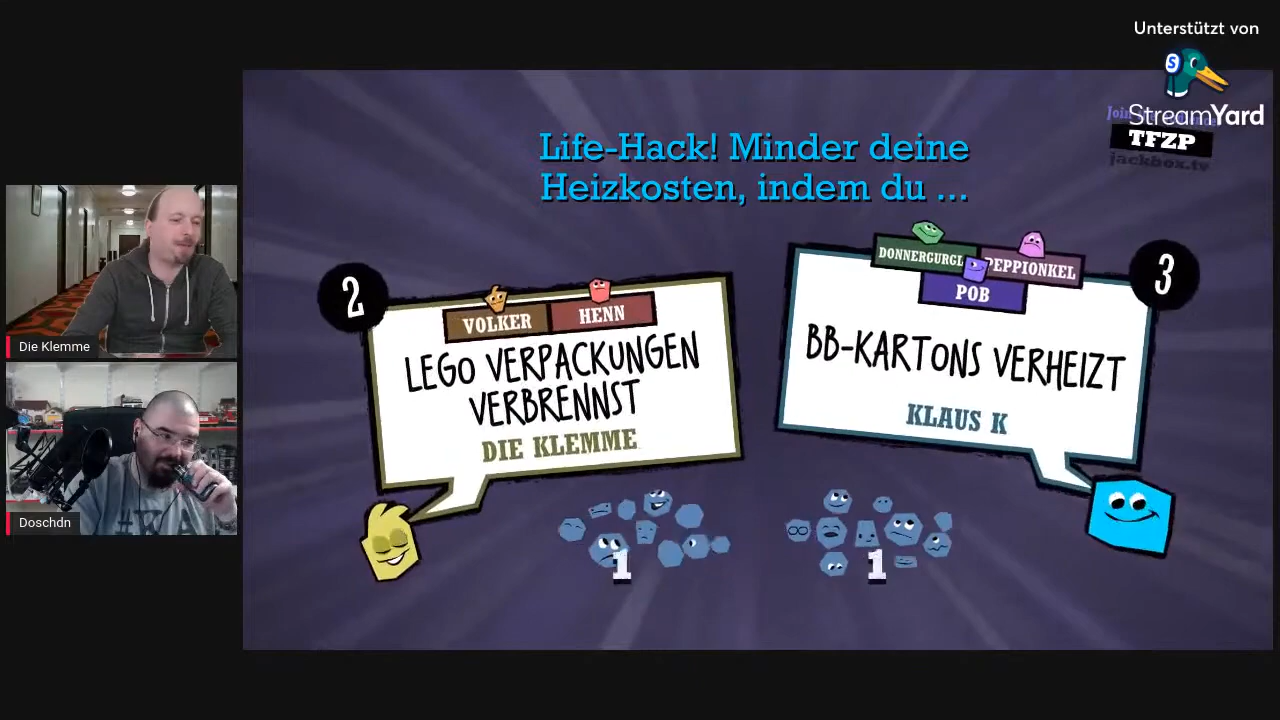 Unterstützt von
StreamYard
TFZP
jackbox.tv
Life-Hack! Minder deine
Heizkosten, indem du ...
2
VOLKER
HENN
LEGO VERPACKUNGEN
VERBRENNST
DIE KLEMME
3
DONNERGURGL
PEPPIONKEL
POB
BB-KARTONS VERHEIZT
KLAUS K
1
1
Die Klemme
Doschdn